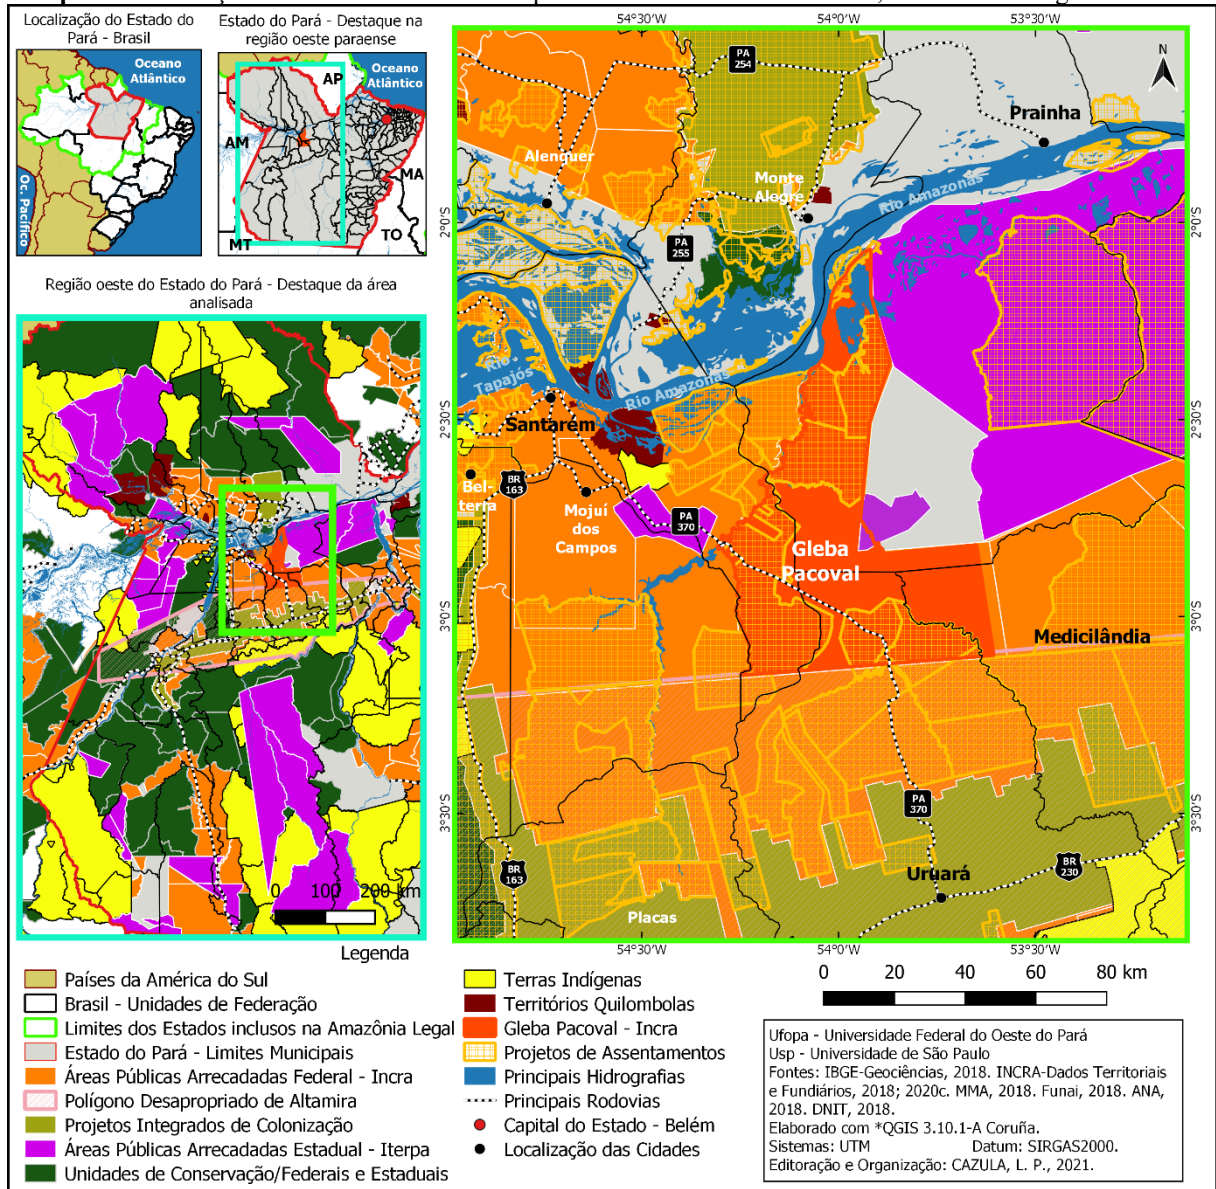 Localização do Estado do
Pará - Brasil
Estado do Pará - Destaque na
região oeste paraense
Oceano
Atlântico
Oc. Pacífico
Oceano
Atlântico
AP
AM
MA
MT
TO
Região oeste do Estado do Pará - Destaque da área
analisada
0 100 200 km
54°30'W 54°0'W 53°30'W
N
PA
254
Prainha
Alenquer
Monte
Alegre
Rio Amazonas
2°0'S
2°0'S
PA
255
Rio
Tapajós
Rio Amazonas
2°30'S
2°30'S
Santarém
BR
163
Bel-
terra
Mojuí
dos
Campos
PA
370
Gleba
Pacoval
3°0'S
3°0'S
Medicilândia
3°30'S
3°30'S
PA
370
BR
163
Uruará
BR
230
Placas
54°30'W 54°0'W 53°30'W
Legenda
Países da América do Sul
Brasil - Unidades de Federação
Limites dos Estados inclusos na Amazônia Legal
Estado do Pará - Limites Municipais
Áreas Públicas Arrecadadas Federal - Incra
Polígono Desapropriado de Altamira
Projetos Integrados de Colonização
Áreas Públicas Arrecadadas Estadual - Iterpa
Unidades de Conservação/Federais e Estaduais
Terras Indígenas
Territórios Quilombolas
Gleba Pacoval - Incra
Projetos de Assentamentos
Principais Hidrografias
Principais Rodovias
Capital do Estado - Belém
Localização das Cidades
0 20 40 60 80 km
Ufopa - Universidade Federal do Oeste do Pará
Usp - Universidade de São Paulo
Fontes: IBGE-Geociências, 2018. INCRA-Dados Territoriais
e Fundiários, 2018; 2020c. MMA, 2018. Funai, 2018. ANA,
2018. DNIT, 2018.
Elaborado com *QGIS 3.10.1-A Coruña.
Sistemas: UTM Datum: SIRGAS2000.
Editoração e Organização: CAZULA, L. P., 2021.